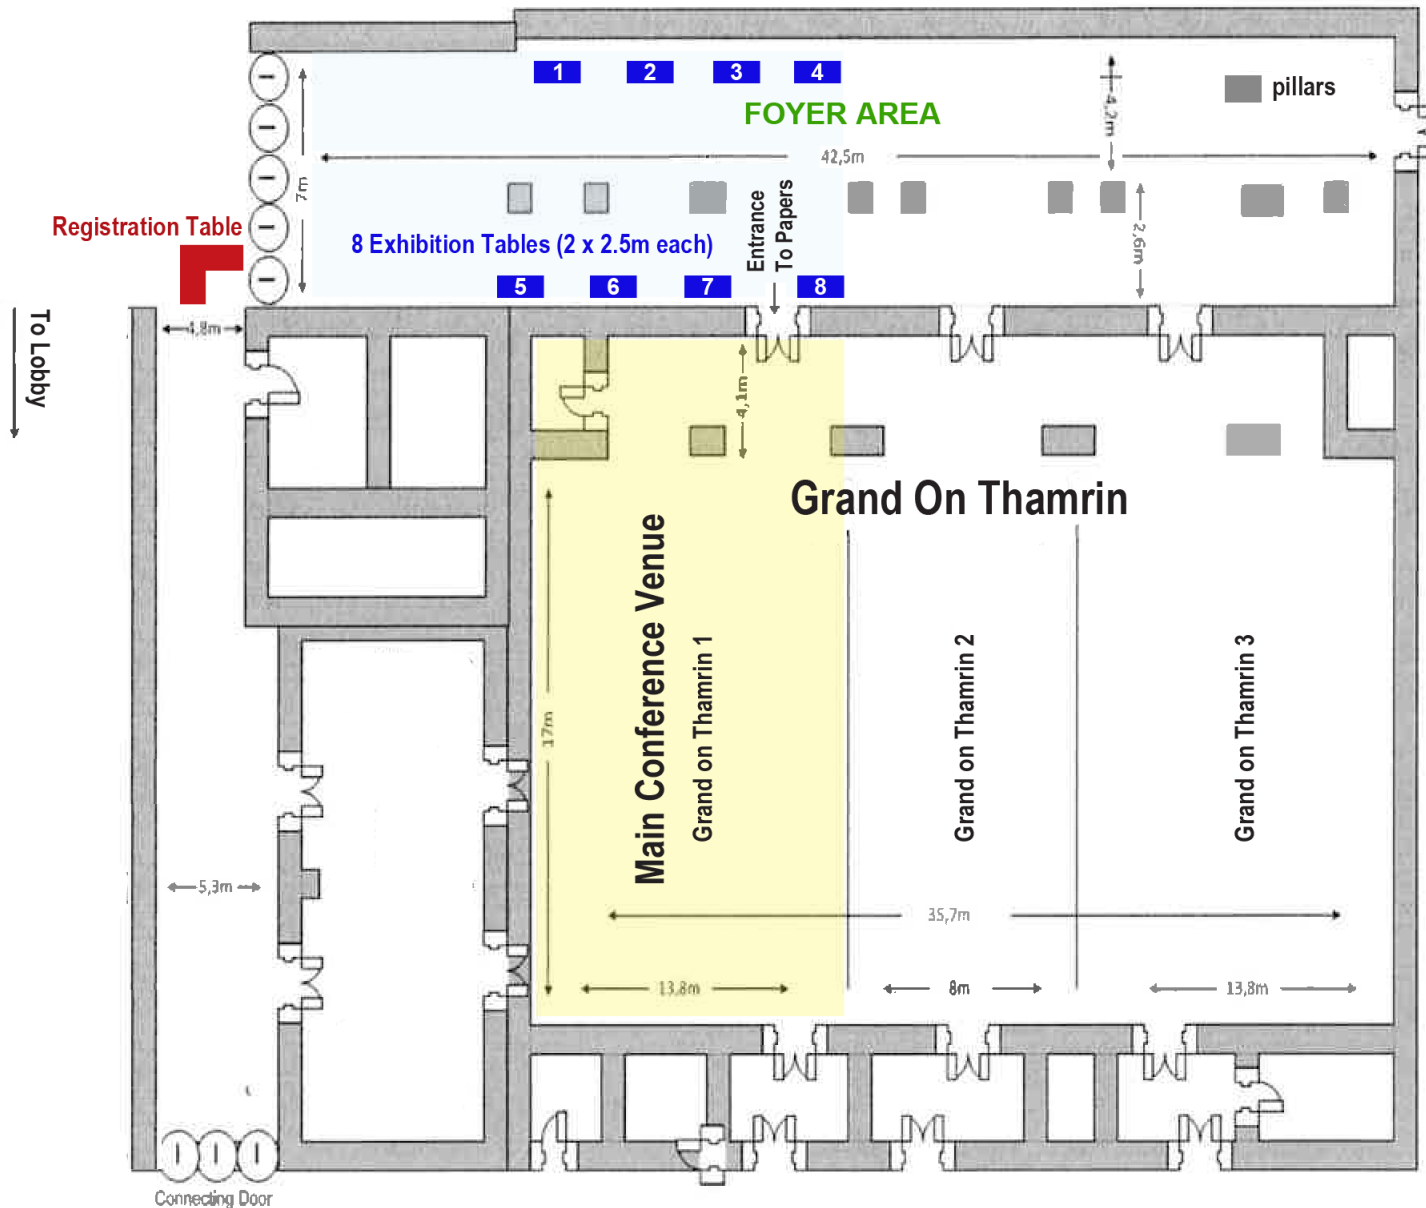 1
2
3
4
pillars
FOYER AREA
4,2m
42,5m
7m
Entrance
To Papers
Registration Table
8 Exhibition Tables (2 x 2.5m each)
2,6m
5
6
7
8
To Lobby
4,8m
4,1m
Grand On Thamrin
Main Conference Venue
Grand on Thamrin 1
Grand on Thamrin 2
Grand on Thamrin 3
17m
5,3m
35,7m
13,8m
8m
13,8m
Connecting Door